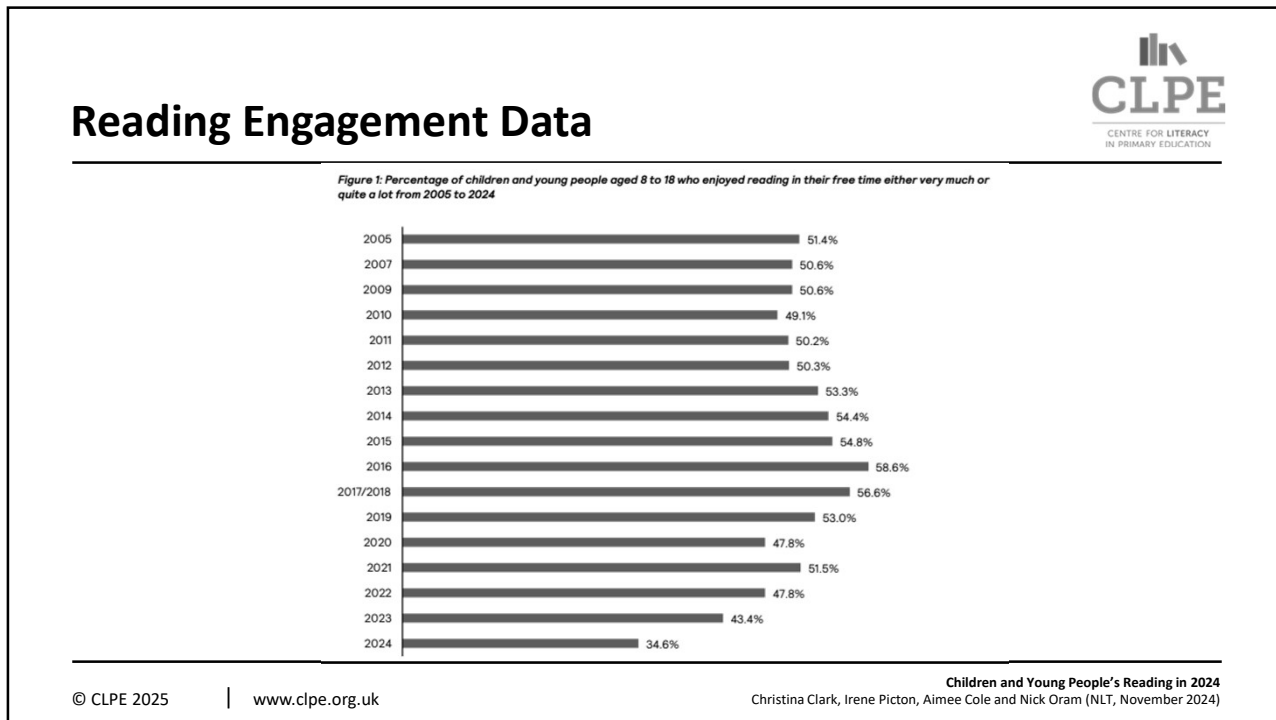 CLPE
CENTRE FOR LITERACY
IN PRIMARY EDUCATION
Reading Engagement Data
Figure 1: Percentage of children and young people aged 8 to 18 who enjoyed reading in their free time either very much or
quite a lot from 2005 to 2024
2005 51.4%
2007 50.6%
2009 50.6%
2010 49.1%
2011 50.2%
2012 50.3%
2013 53.3%
2014 54.4%
2015 54.8%
2016 58.6%
2017/2018 56.6%
2019 53.0%
2020 47.8%
2021 51.5%
2022 47.8%
2023 43.4%
2024 34.6%
© CLPE 2025 | www.clpe.org.uk
Children and Young People's Reading in 2024
Christina Clark, Irene Picton, Aimee Cole and Nick Oram (NLT, November 2024)